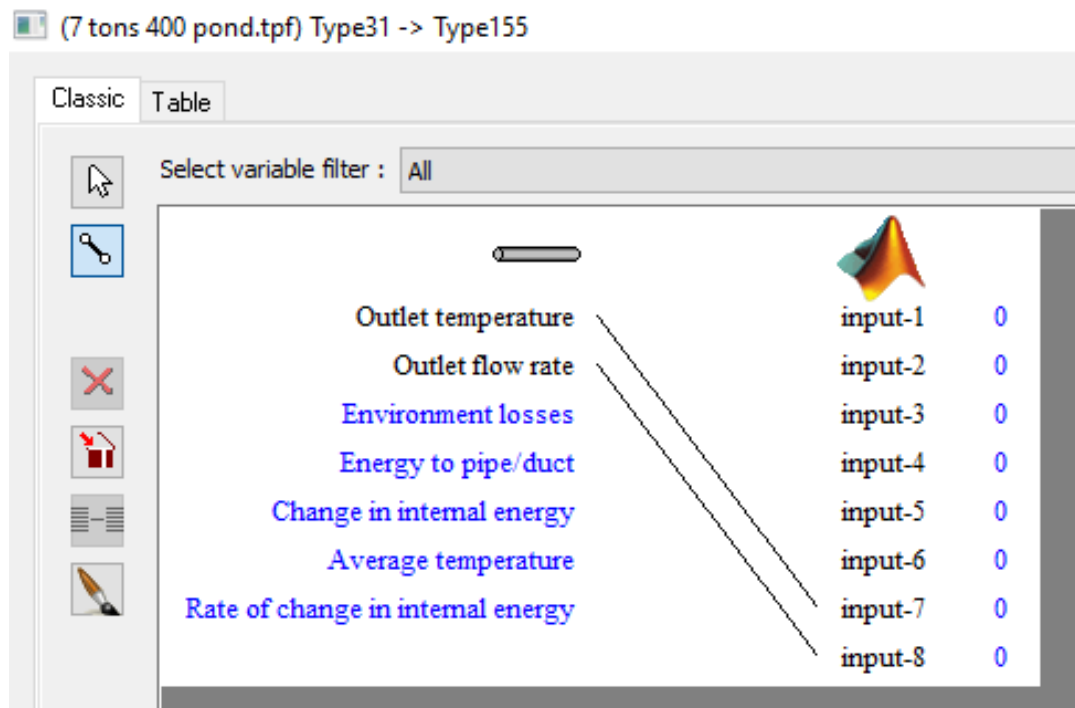 (7 tons 400 pond.tpf) Type31 -> Type155
Classic Table
Select variable filter : All
Outlet temperature input-1 0
Outlet flow rate input-2 0
Environment losses input-3 0
Energy to pipe/duct input-4 0
Change in internal energy input-5 0
Average temperature input-6 0
Rate of change in internal energy input-7 0
input-8 0